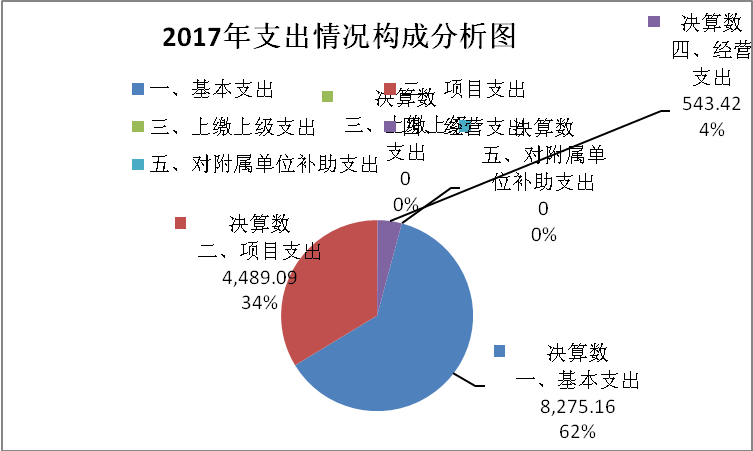 2017年支出情况构成分析图
一、基本支出
二、项目支出
三、上缴上级支出
四、经营支出
五、对附属单位补助支出
决算数
四、经营
支出
543.42
4%
决算数
三、上缴上级
支出
0
0%
决算数
五、对附属单
位补助支出
0
0%
决算数
二、项目支出
4,489.09
34%
决算数
一、基本支出
8,275.16
62%